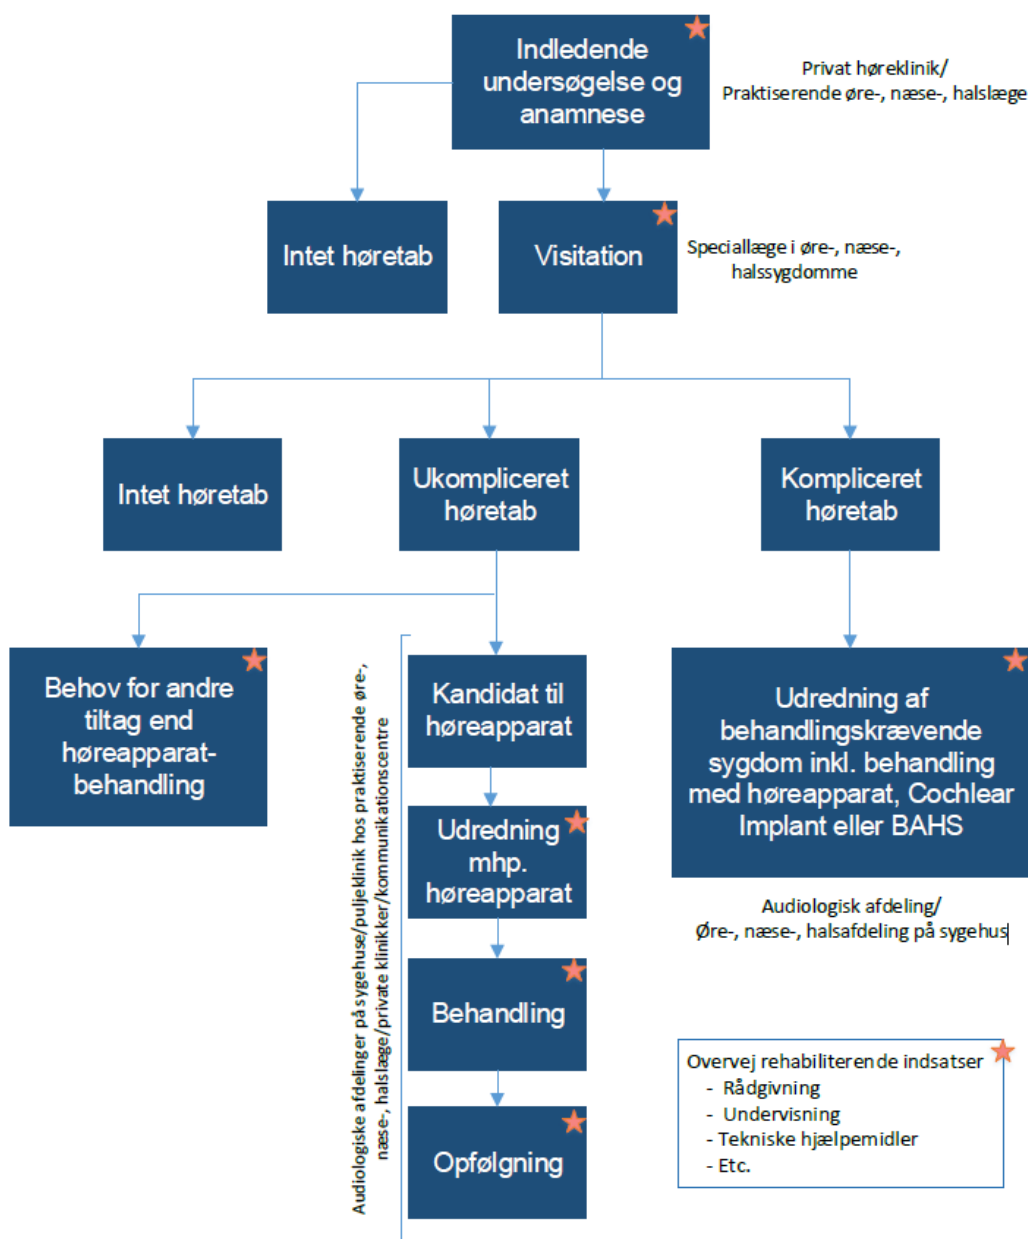 Indledende
undersøgelse og
anamnese
Privat høreklinik/
Praktiserende øre-, næse-, halslæge
Intet høretab
Visitation
Speciallæge i øre-, næse-,
halssygdomme
Intet høretab
Ukompliceret
høretab
Kompliceret
høretab
Behov for andre
tiltag end
høreapparat-
behandling
Audiologiske afdelinger på sygehuse/puljeklinik hos praktiserende øre-,
næse-, halslæge/private klinikker/kommunikationscentre
Kandidat til
høreapparat
Udredning
mhp.
høreapparat
Behandling
Opfølgning
Udredning af
behandlingskrævende
sygdom inkl. behandling
med høreapparat, Cochlear
Implant eller BAHS
Audiologisk afdeling/
Øre-, næse-, halsafdeling på sygehus
Overvej rehabiliterende indsatser
- Rådgivning
- Undervisning
- Tekniske hjælpemidler
- Etc.